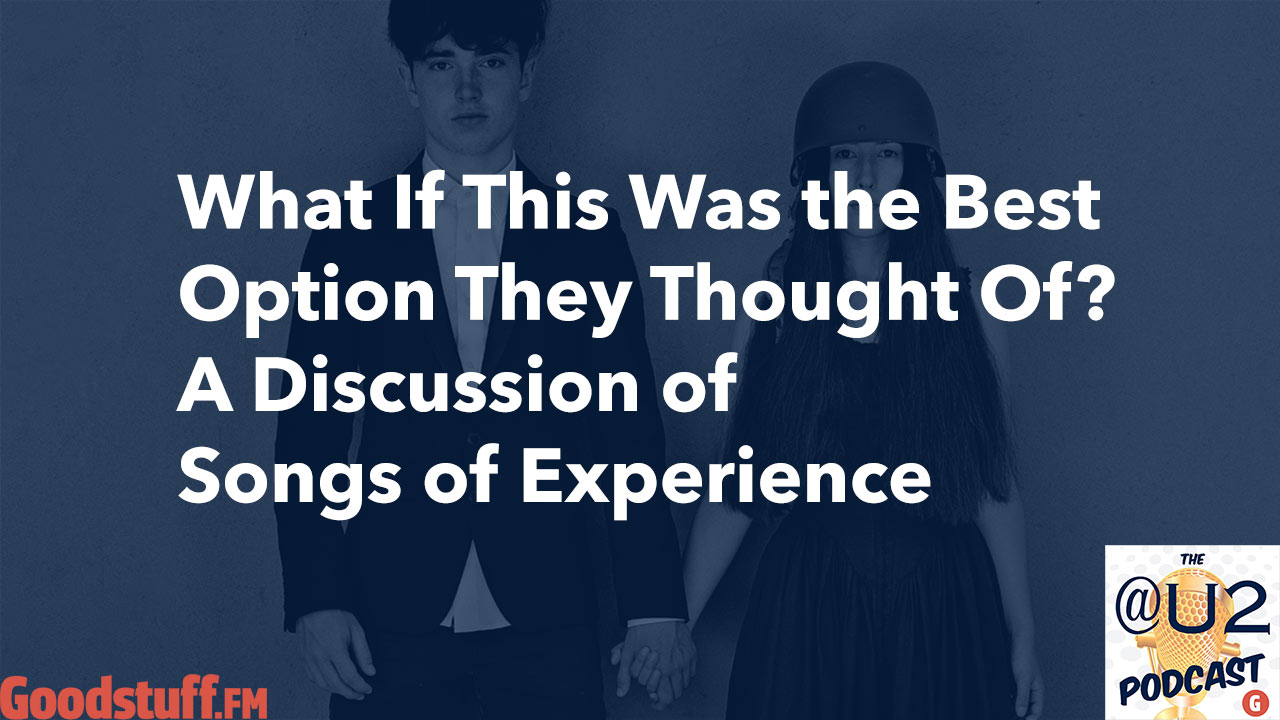 What If This Was the Best
Option They Thought Of?
A Discussion of
Songs of Experience
THE
@U2
PODCAST
G
Goodstuff.FM